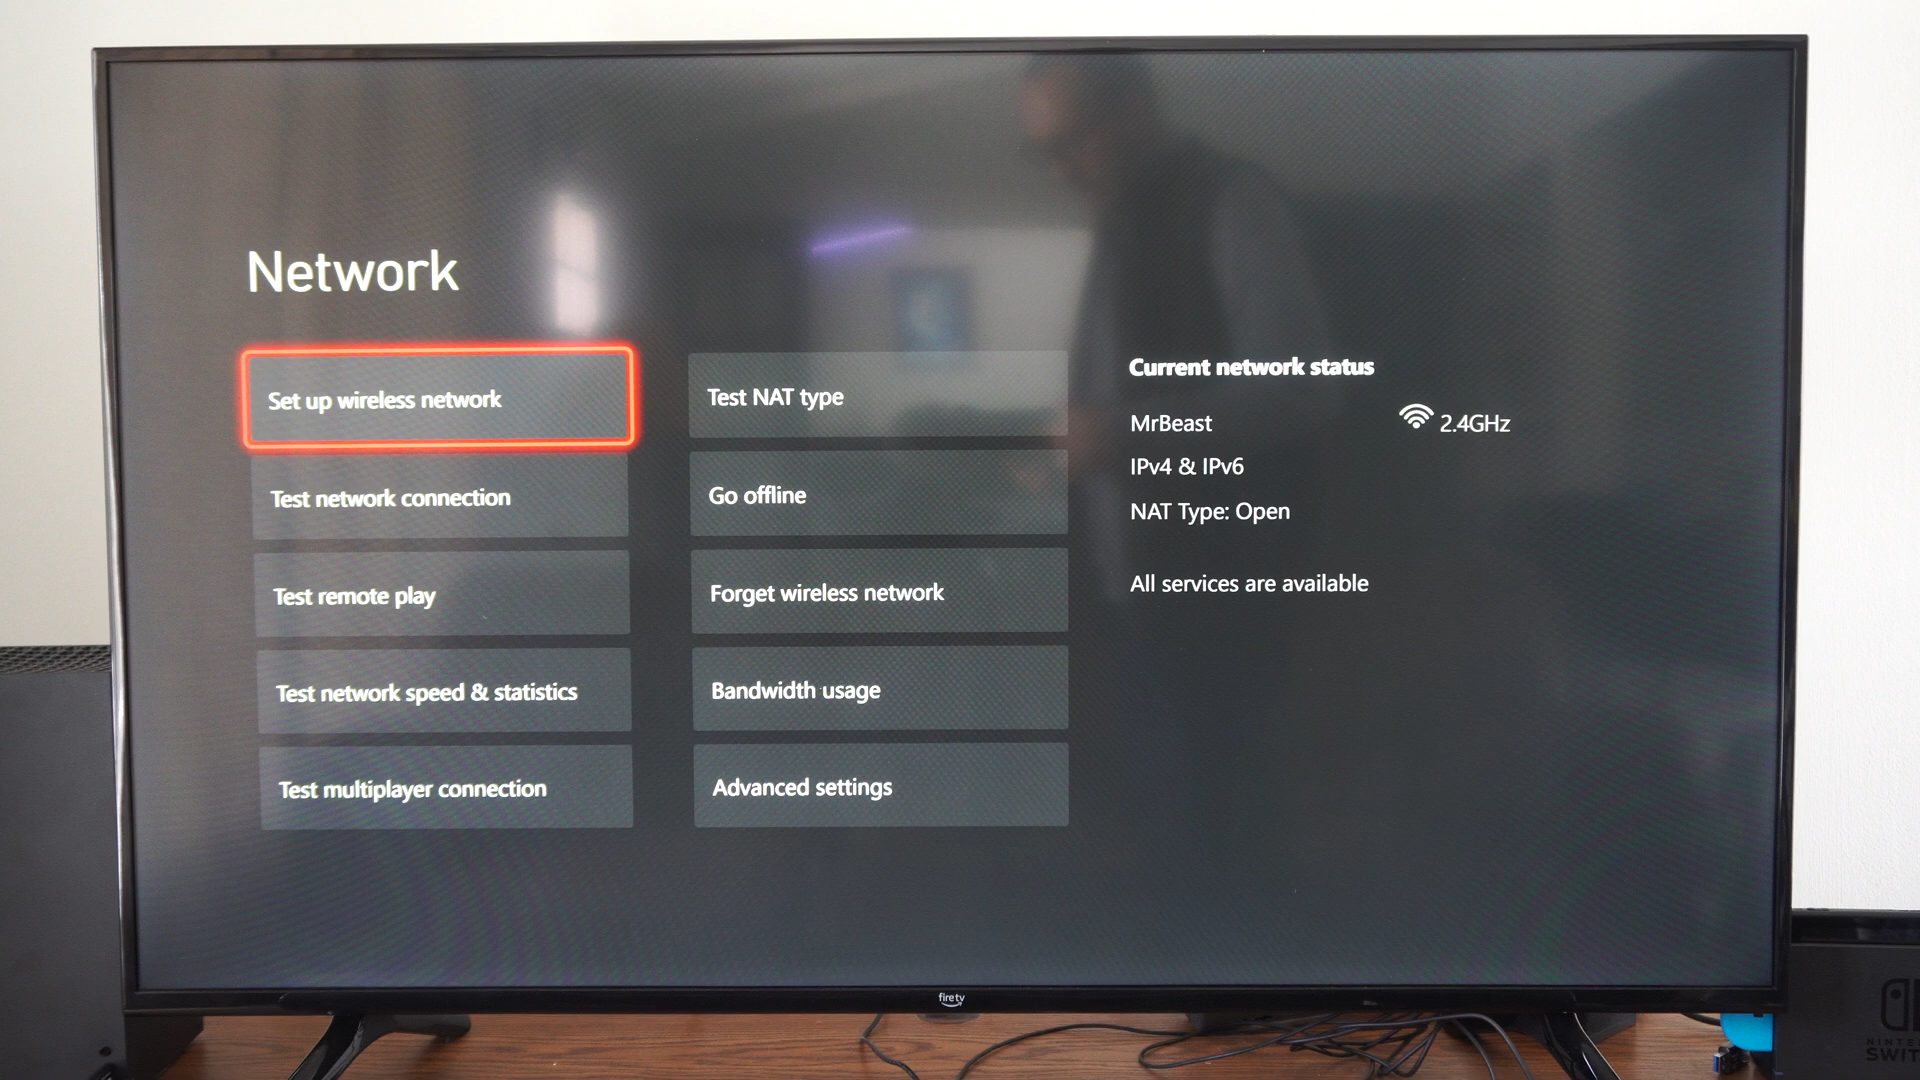 Network
Set up wireless network
Test network connection
Test remote play
Test network speed & statistics
Test multiplayer connection
Test NAT type
Go offline
Forget wireless network
Bandwidth usage
Advanced settings
Current network status
MrBeast 2.4GHz
IPv4 & IPv6
NAT Type: Open
All services are available
fire tv